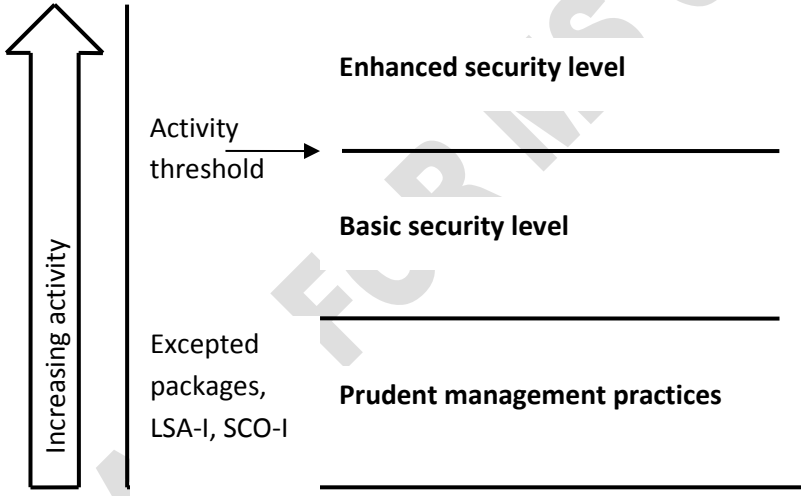 Enhanced security level
Activity
threshold
Basic security level
Increasing activity
Excepted
packages,
LSA-I, SCO-I
Prudent management practices